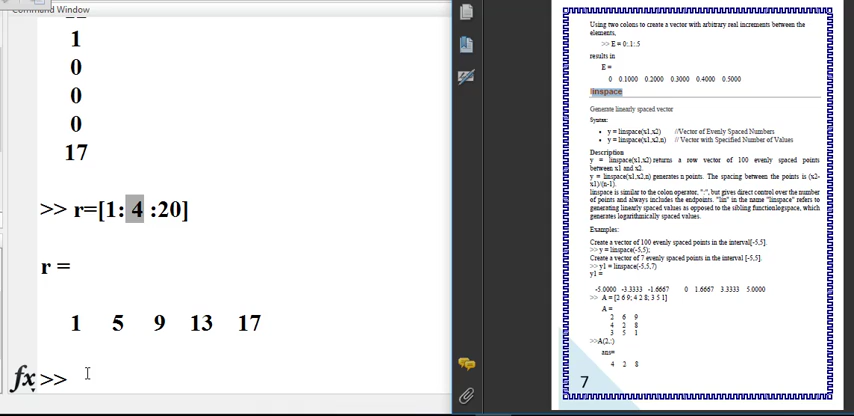 Command Window
1
0
0
0
17
>> r=[1: 4 :20]
r =
1 5 9 13 17
fx >>
Using two colons to create a vector with arbitrary real increments between the
elements,
>> E = 0:.1:.5
results in
E =
0 0.1000 0.2000 0.3000 0.4000 0.5000
linspace
Generate linearly spaced vector
Syntax:
• y = linspace(x1,x2) //Vector of Evenly Spaced Numbers
• y = linspace(x1,x2,n) // Vector with Specified Number of Values
Description
y = linspace(x1,x2) returns a row vector of 100 evenly spaced points
between x1 and x2.
y = linspace(x1,x2,n) generates n points. The spacing between the points is (x2-
x1)/(n-1).
linspace is similar to the colon operator, ":", but gives direct control over the number
of points and always includes the endpoints. "lin" in the name "linspace" refers to
generating linearly spaced values as opposed to the sibling functionlogspace, which
generates logarithmically spaced values.
Examples:
Create a vector of 100 evenly spaced points in the interval[-5,5].
>> y = linspace(-5,5);
Create a vector of 7 evenly spaced points in the interval [-5,5].
>> y1 = linspace(-5,5,7)
y1 =
-5.0000 -3.3333 -1.6667 0 1.6667 3.3333 5.0000
>> A = [2 6 9; 4 2 8; 3 5 1]
A =
2 6 9
4 2 8
3 5 1
>>A(2,:)
ans=
4 2 8
7